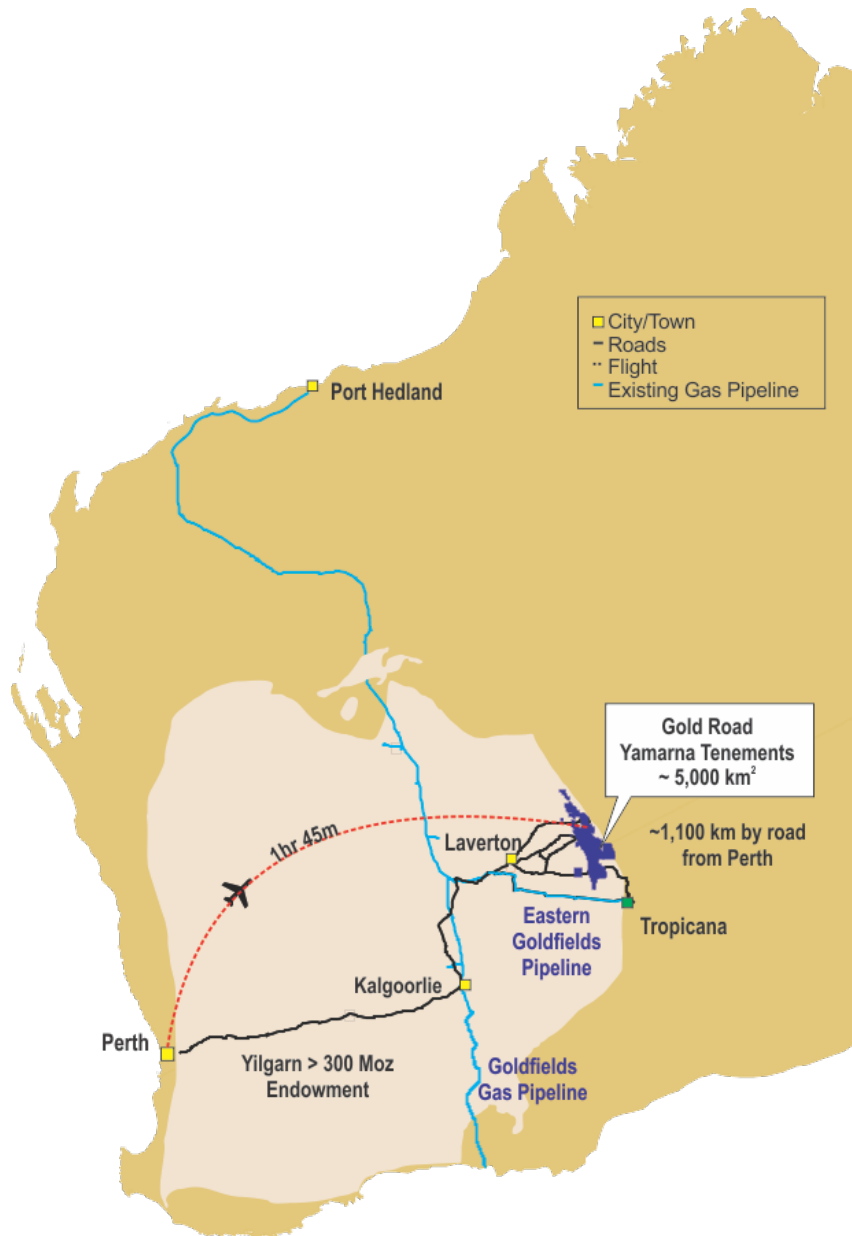 City/Town
Roads
Flight
Existing Gas Pipeline
Port Hedland
Gold Road
Yamarna Tenements
~ 5,000 km²
1hr 45m
Laverton
~1,100 km by road
from Perth
Eastern
Goldfields
Pipeline
Tropicana
Kalgoorlie
Perth
Yilgarn > 300 Moz
Endowment
Goldfields
Gas Pipeline